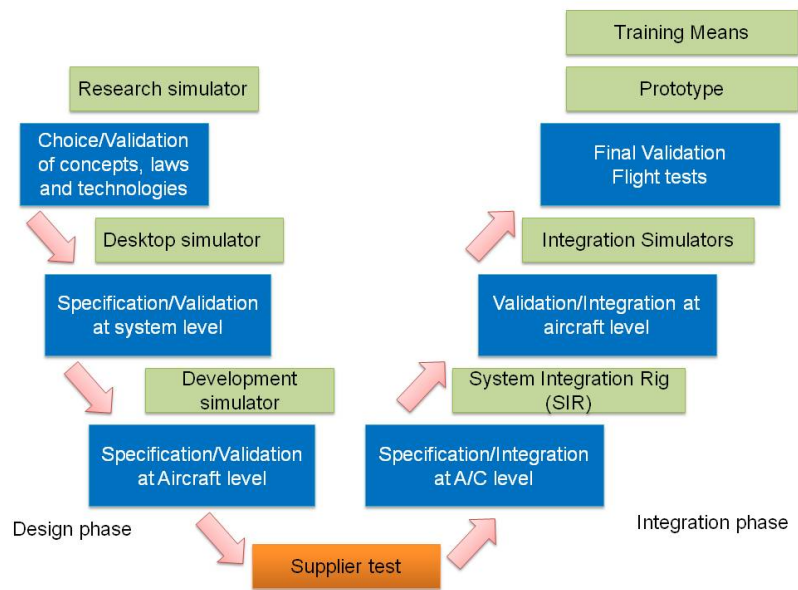 Training Means
Research simulator
Prototype
Choice/Validation
of concepts, laws
and technologies
Final Validation
Flight tests
Desktop simulator
Integration Simulators
Specification/Validation
at system level
Validation/Integration at
aircraft level
Development
simulator
System Integration Rig
(SIR)
Specification/Validation
at Aircraft level
Specification/Integration
at A/C level
Design phase
Integration phase
Supplier test